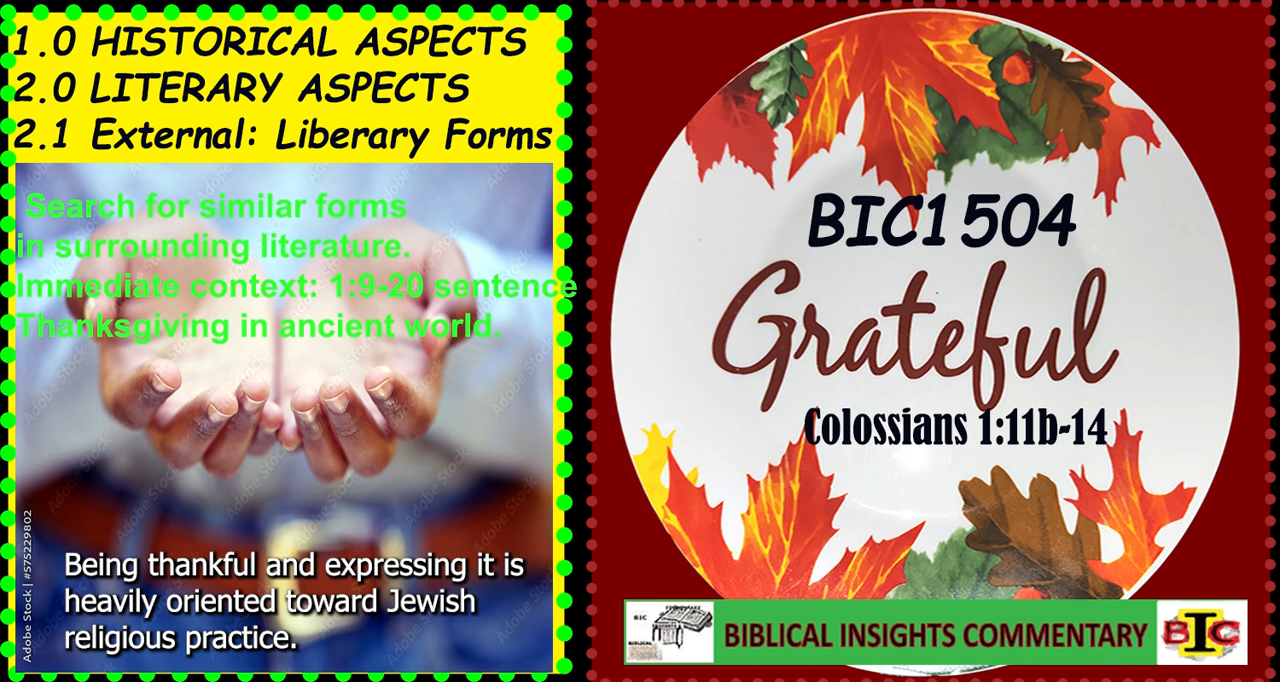 1.0 HISTORICAL ASPECTS
2.0 LITERARY ASPECTS
2.1 External: Liberary Forms
Search for similar forms
in surrounding literature.
Immediate context: 1:9-20 sentence
Thanksgiving in ancient world.
Being thankful and expressing it is
heavily oriented toward Jewish
religious practice.
Adobe Stock | #575229802
BIC1504
Grateful
Colossians 1:11b-14
BIC
BIBLICAL INSIGHTS COMMENTARY
BIC